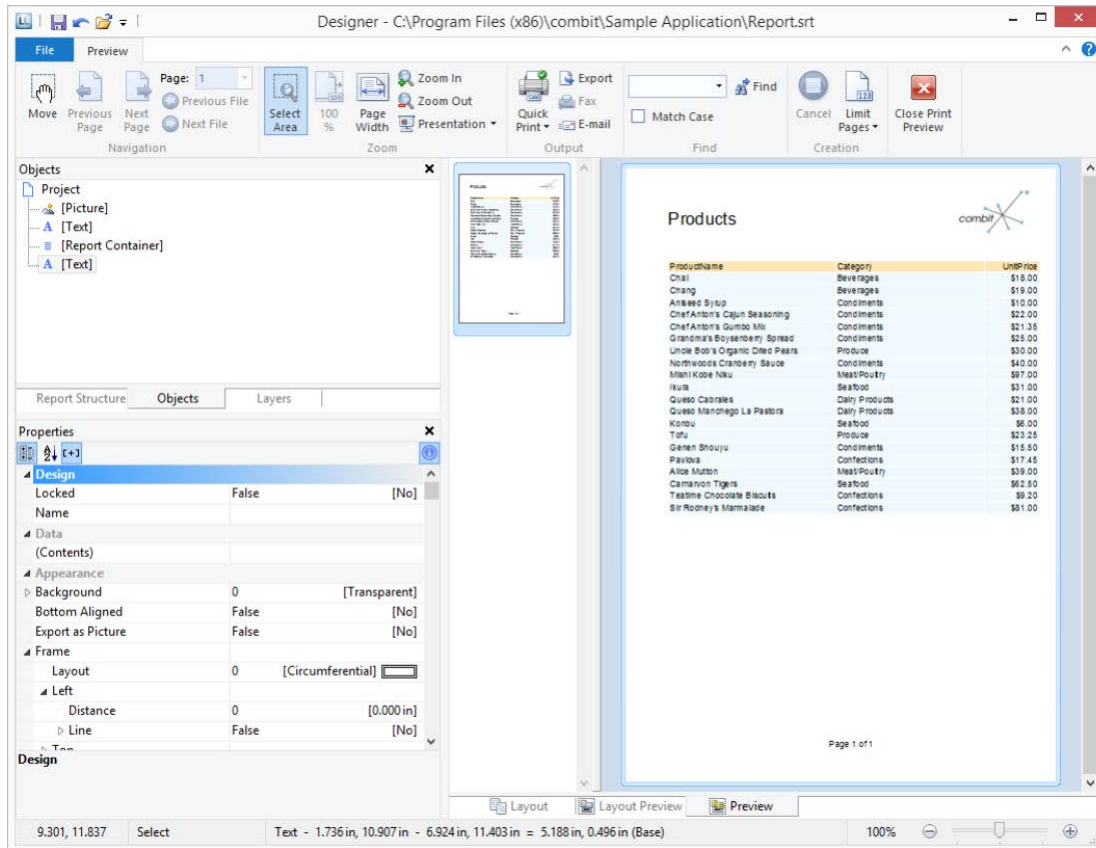 Designer - C:\Program Files (x86)\combit\Sample Application\Report.srt
File Preview
Move
Previous Page
Next Page
Page: 1
Previous File
Next File
Navigation
Select Area
100 %
Page Width
Zoom In
Zoom Out
Presentation
Zoom
Quick Print
Export
Fax
E-mail
Output
Find
Match Case
Find
Cancel
Limit Pages
Creation
Close Print Preview
Objects
Project
[Picture]
A [Text]
[Report Container]
A [Text]
Report Structure Objects Layers
Properties
Design
Locked False [No]
Name
Data
(Contents)
Appearance
Background 0 [Transparent]
Bottom Aligned False [No]
Export as Picture False [No]
Frame
Layout 0 [Circumferential]
Left
Distance 0 [0.000 in]
Line False [No]
Top
Design
Products
combit
ProductName Category UnitPrice
Chai Beverages $18.00
Chang Beverages $19.00
Aniseed Syrup Condiments $10.00
Chef Anton's Cajun Seasoning Condiments $22.00
Chef Anton's Gumbo Mix Condiments $21.35
Grandma's Boysenberry Spread Condiments $25.00
Uncle Bob's Organic Dried Pears Produce $30.00
Northwoods Cranberry Sauce Condiments $40.00
Mishi Kobe Niku Meat/Poultry $97.00
Ikura Seafood $31.00
Queso Cabrales Dairy Products $21.00
Queso Manchego La Pastora Dairy Products $38.00
Konbu Seafood $6.00
Tofu Produce $23.25
Genen Shouyu Condiments $15.50
Pavlova Confections $17.45
Alice Mutton Meat/Poultry $39.00
Carnarvon Tigers Seafood $62.50
Teatime Chocolate Biscuits Confections $9.20
Sir Rodney's Marmalade Confections $81.00
Page 1 of 1
Layout Layout Preview Preview
9.301, 11.837 Select Text - 1.736 in, 10.907 in - 6.924 in, 11.403 in = 5.188 in, 0.496 in (Base) 100%